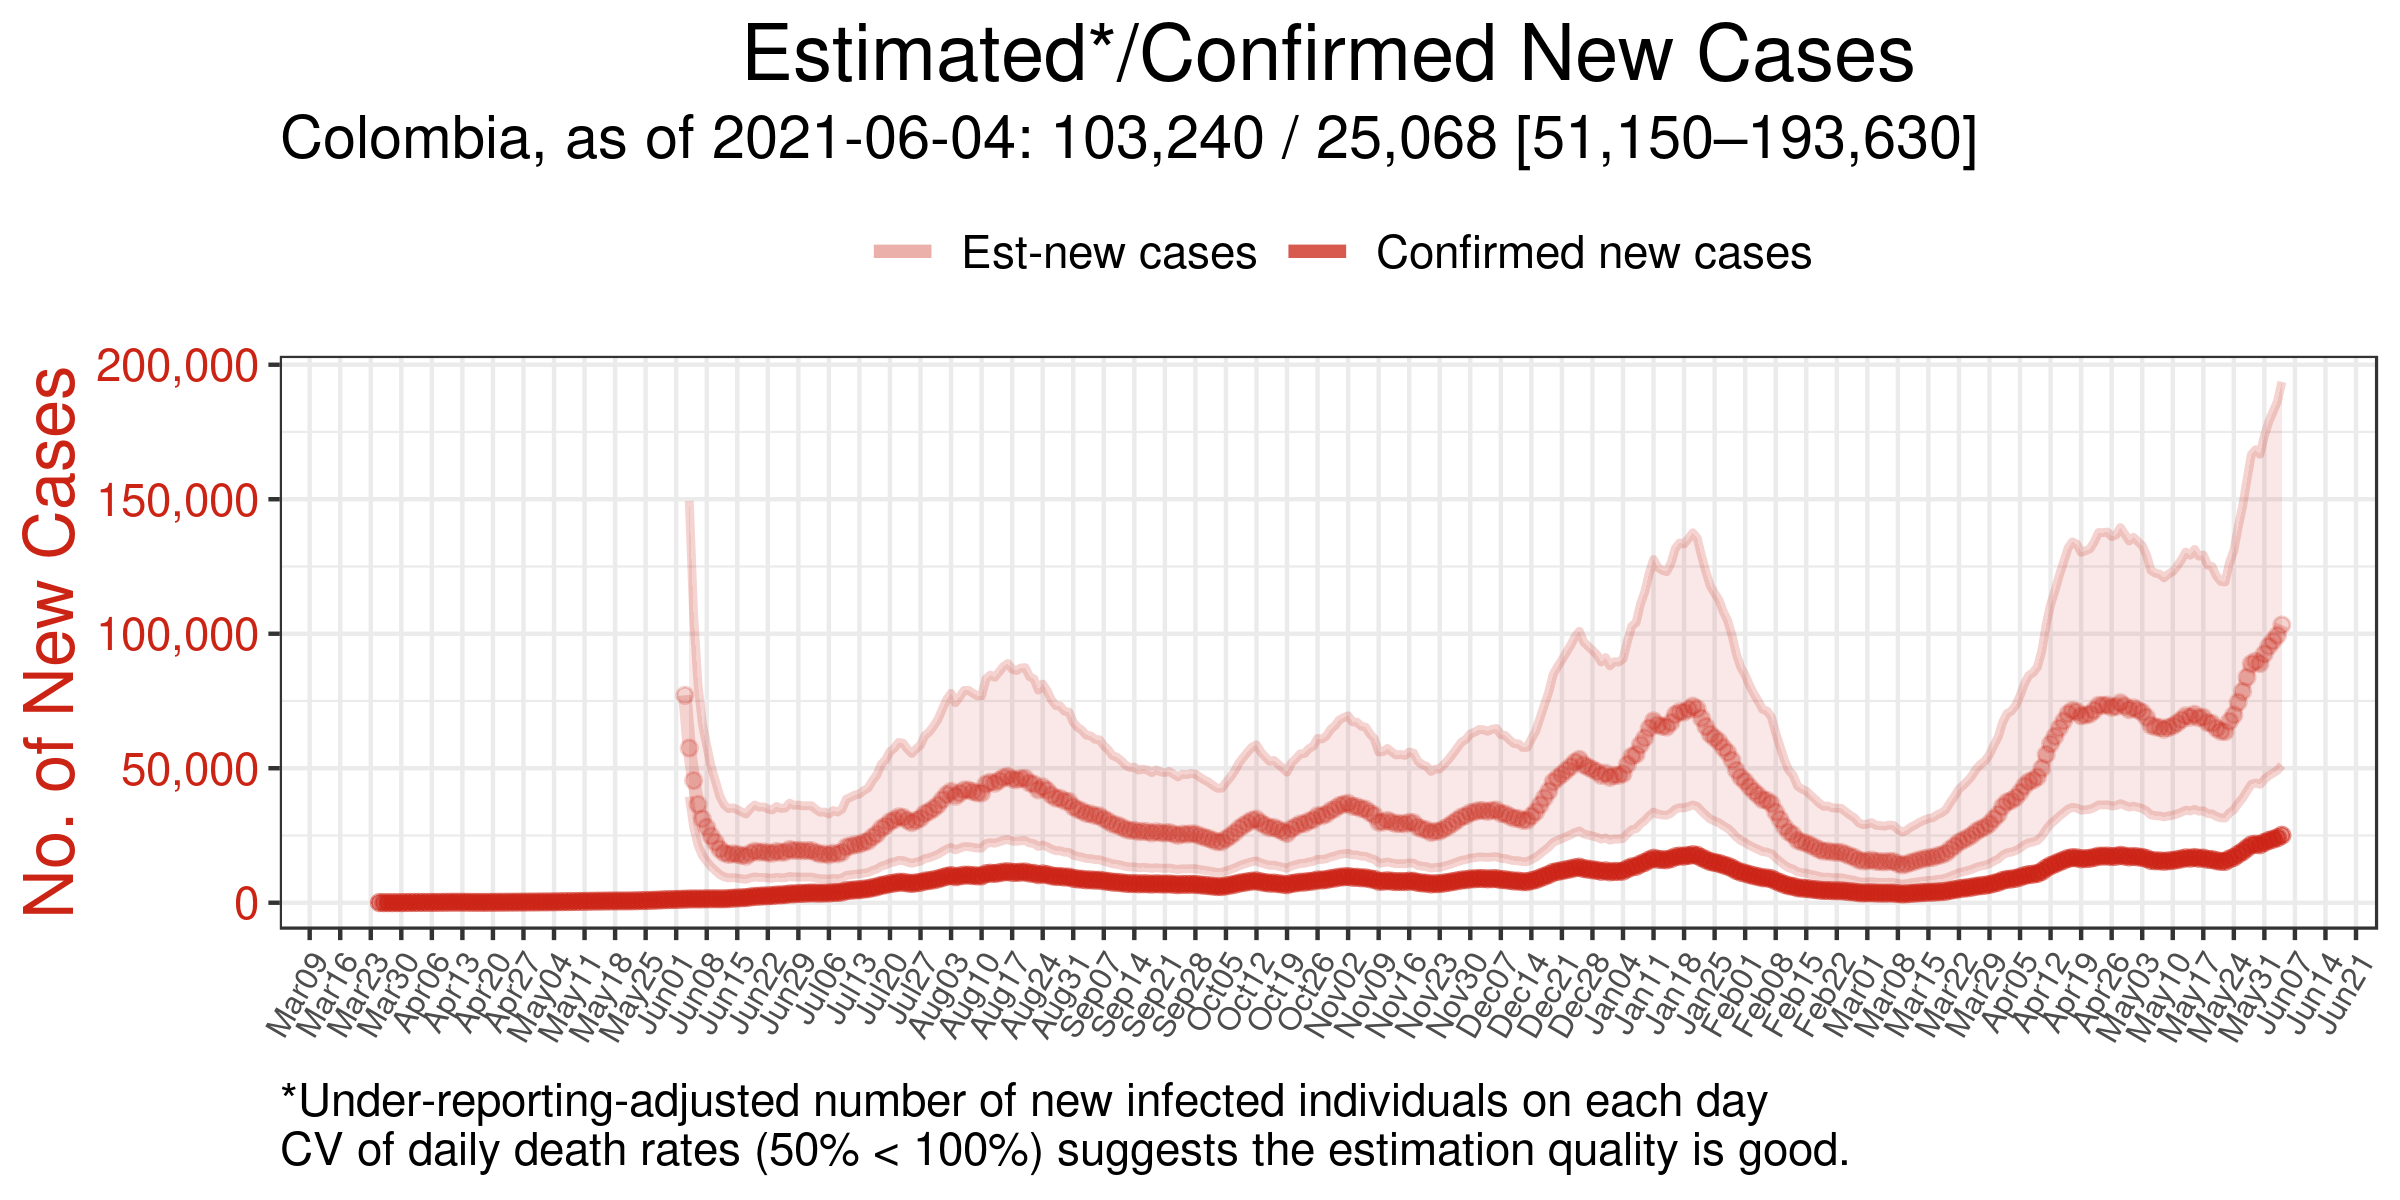 Estimated*/Confirmed New Cases
Colombia, as of 2021-06-04: 103,240 / 25,068 [51,150–193,630]
Est-new cases Confirmed new cases
No. of New Cases
200,000
150,000
100,000
50,000
0
Mar09 Mar16 Mar23 Mar30 Apr06 Apr13 Apr20 Apr27 May04 May11 May18 May25 Jun01 Jun08 Jun15 Jun22 Jun29 Jul06 Jul13 Jul20 Jul27 Aug03 Aug10 Aug17 Aug24 Aug31 Sep07 Sep14 Sep21 Sep28 Oct05 Oct12 Oct19 Oct26 Nov02 Nov09 Nov16 Nov23 Nov30 Dec07 Dec14 Dec21 Dec28 Jan04 Jan11 Jan18 Jan25 Feb01 Feb08 Feb15 Feb22 Mar01 Mar08 Mar15 Mar22 Mar29 Apr05 Apr12 Apr19 Apr26 May03 May10 May17 May24 May31 Jun07 Jun14 Jun21
*Under-reporting-adjusted number of new infected individuals on each day
CV of daily death rates (50% < 100%) suggests the estimation quality is good.